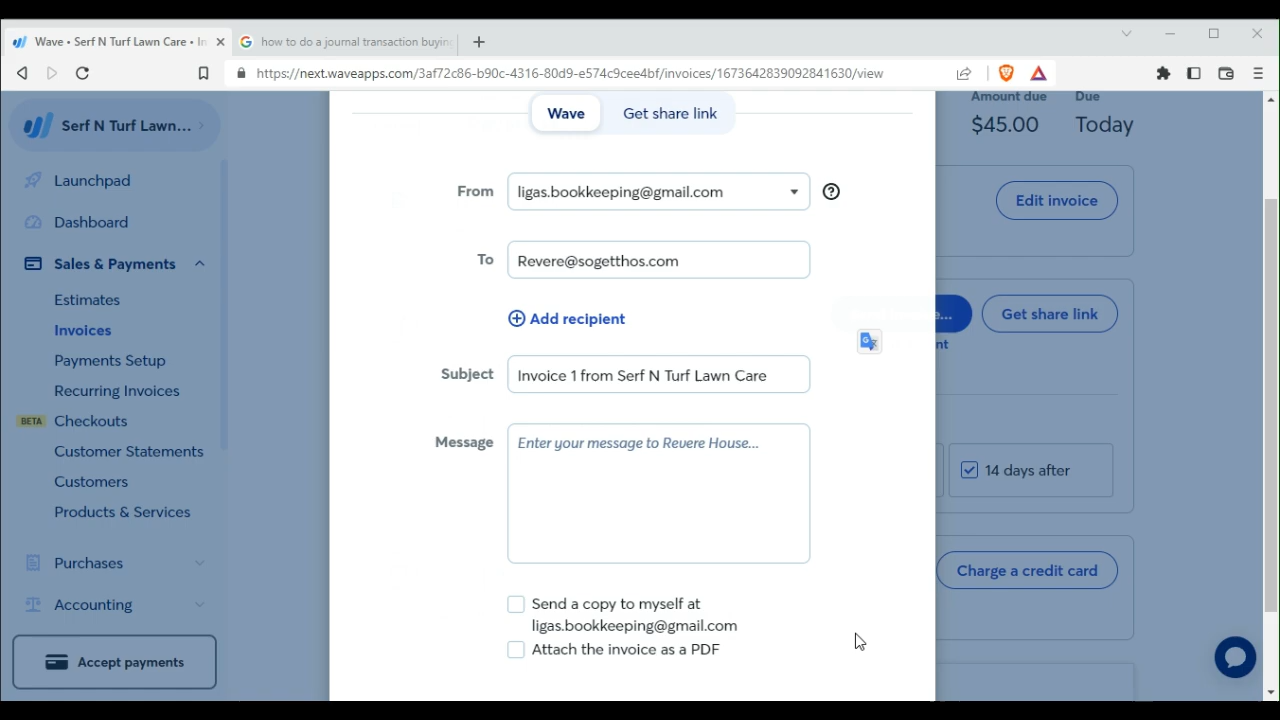 Wave • Serf N Turf Lawn Care • In
how to do a journal transaction buying
https://next.waveapps.com/3af72c86-b90c-4316-80d9-e574c9cee4bf/invoices/1673642839092841630/view
Serf N Turf Lawn...
Launchpad
Dashboard
Sales & Payments
Estimates
Invoices
Payments Setup
Recurring Invoices
BETA Checkouts
Customer Statements
Customers
Products & Services
Purchases
Accounting
Accept payments
Wave Get share link
From ligas.bookkeeping@gmail.com
To Revere@sogetthos.com
Add recipient
Subject Invoice 1 from Serf N Turf Lawn Care
Message Enter your message to Revere House...
Send a copy to myself at
ligas.bookkeeping@gmail.com
Attach the invoice as a PDF
Amount due Due
$45.00 Today
Edit invoice
Get share link
14 days after
Charge a credit card